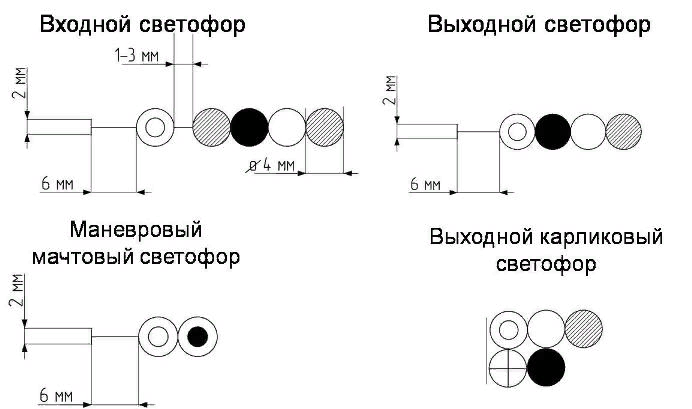 Входной светофор
Выходной светофор
1–3 мм
2 мм
2 мм
ø4 мм
6 мм
6 мм
Маневровый
мачтовый светофор
Выходной карликовый
светофор
2 мм
6 мм